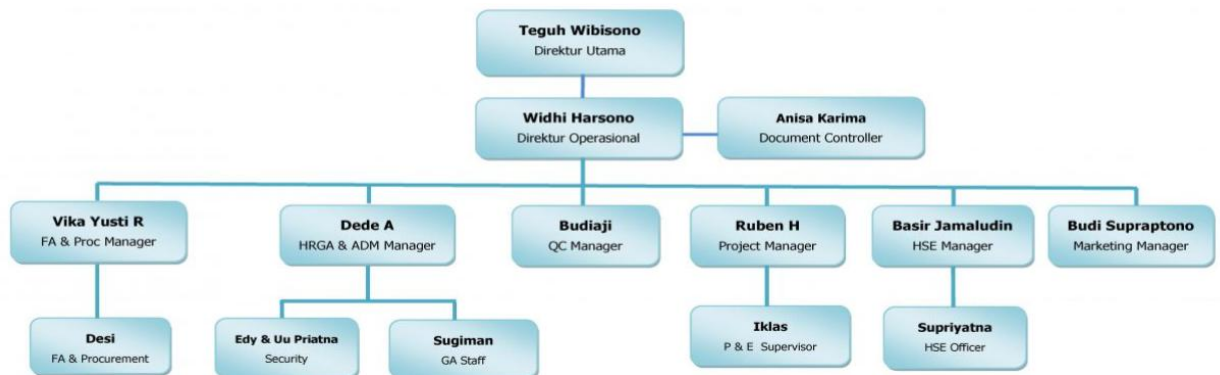 Teguh Wibisono
Direktur Utama
Widhi Harsono
Direktur Operasional
Anisa Karima
Document Controller
Vika Yusti R
FA & Proc Manager
Dede A
HRGA & ADM Manager
Budiaji
QC Manager
Ruben H
Project Manager
Basir Jamaludin
HSE Manager
Budi Supraptono
Marketing Manager
Desi
FA & Procurement
Edy & Uu Priatna
Security
Sugiman
GA Staff
Iklas
P & E Supervisor
Supriyatna
HSE Officer